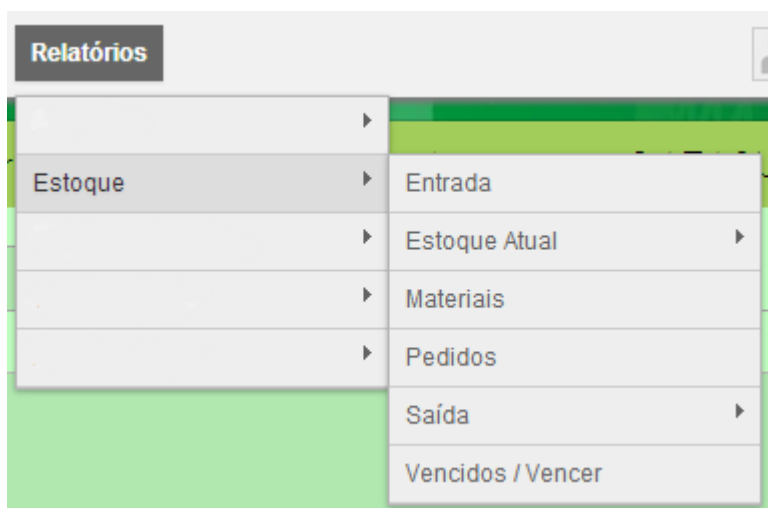 Relatórios
Estoque
Entrada
Estoque Atual
Materiais
Pedidos
Saída
Vencidos / Vencer